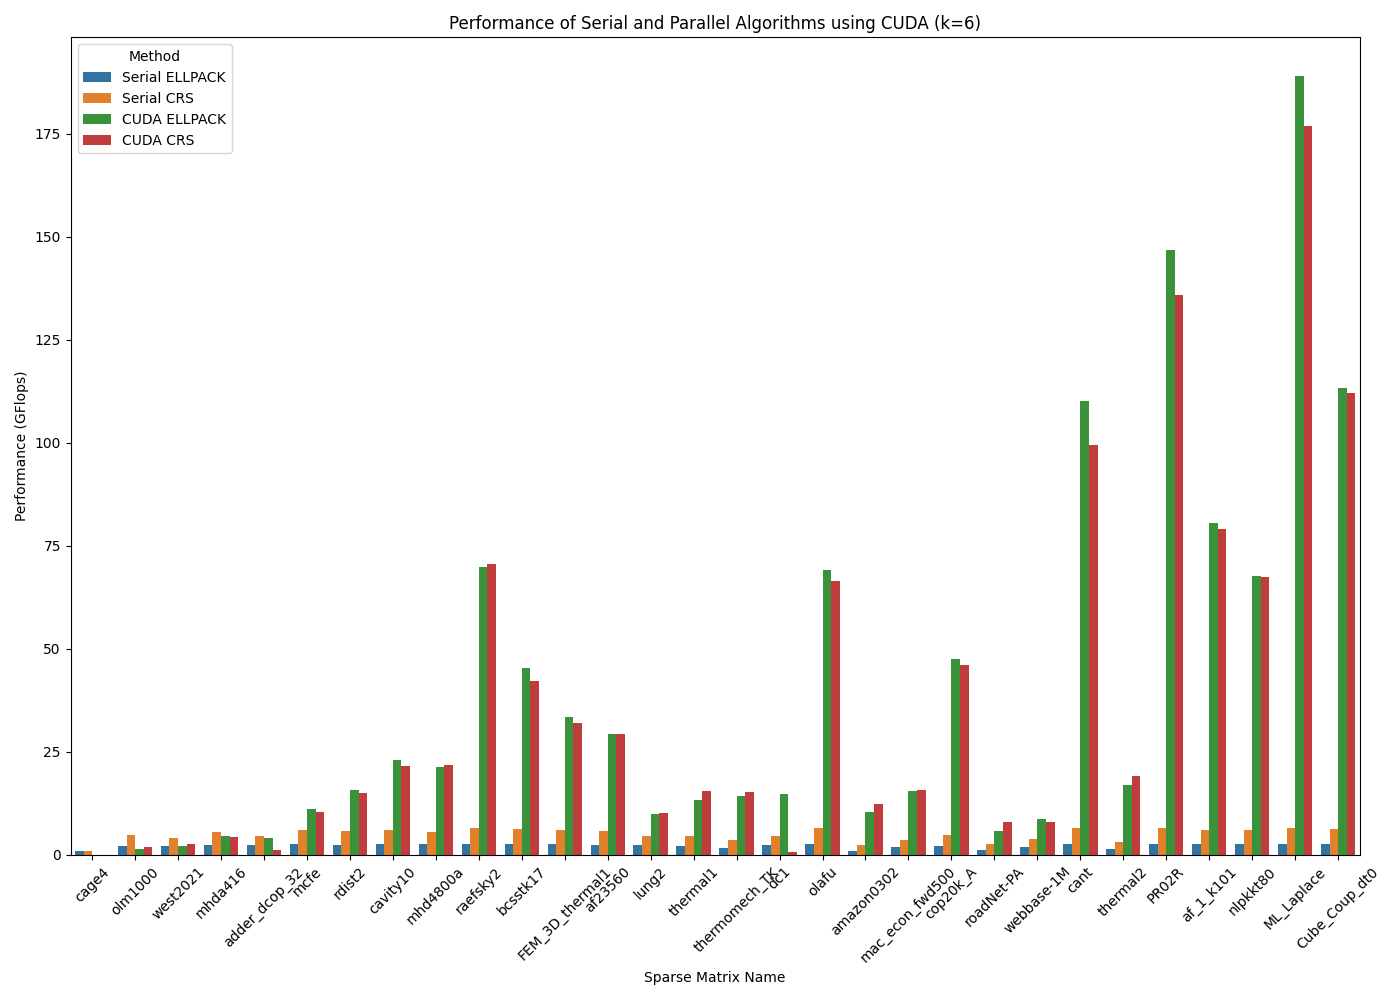 Performance of Serial and Parallel Algorithms using CUDA (k=6)
Method
Serial ELLPACK
Serial CRS
CUDA ELLPACK
CUDA CRS
Performance (GFlops)
175
150
125
100
75
50
25
0
cage4
olm1000
west2021
mhda416
adder_dcop_32
mcfe
rdist2
cavity10
mhd4800a
raefsky2
bcsstk17
FEM_3D_thermal1
af23560
lung2
thermal1
thermomech_TK
dc1
olafu
amazon0302
mac_econ_fwd500
cop20k_A
roadNet-PA
webbase-1M
cant
thermal2
PR02R
af_1_k101
nlpkkt80
ML_Laplace
Cube_Coup_dt0
Sparse Matrix Name